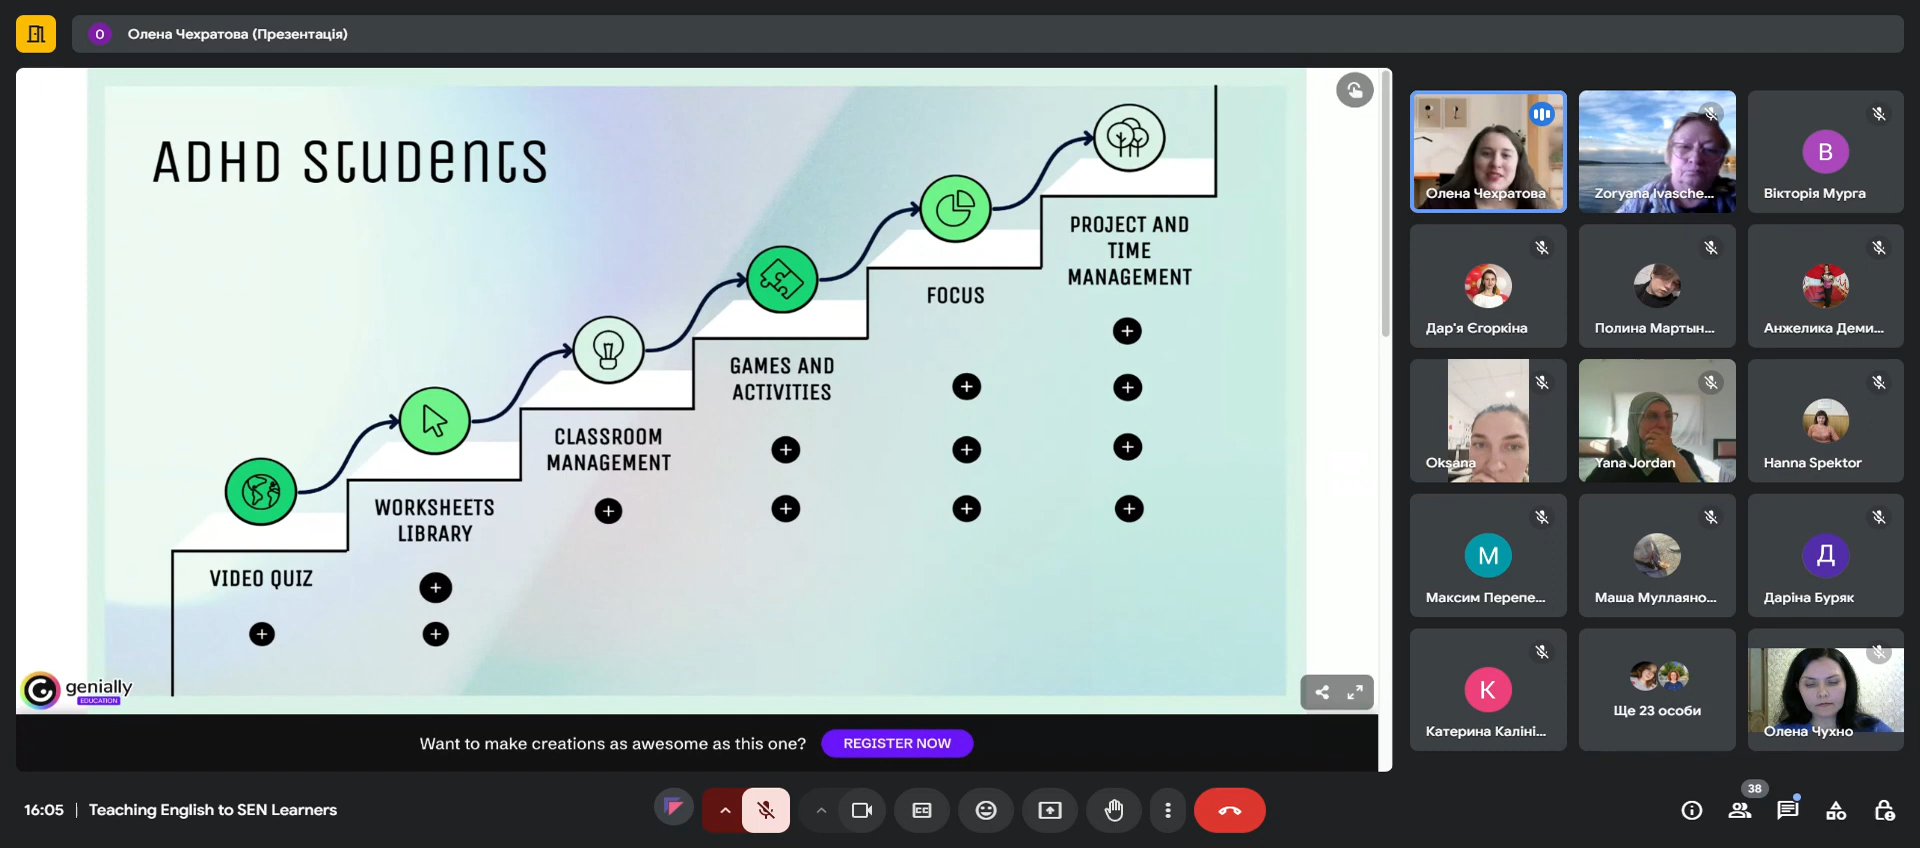 О
Олена Чехратова (Презентація)
ADHD Students
PROJECT AND
TIME
MANAGEMENT
FOCUS
GAMES AND
ACTIVITIES
CLASSROOM
MANAGEMENT
WORKSHEETS
LIBRARY
VIDEO QUIZ
genially
EDUCATION
Want to make creations as awesome as this one?
REGISTER NOW
Олена Чехратова
Zoryana Ivasche...
В
Вікторія Мурга
Дар'я Єгоркіна
Полина Мартын...
Анжелика Деми...
Oksana
Yana Jordan
Hanna Spektor
М
Максим Перепе...
Маша Муллаяно...
Д
Даріна Буряк
К
Катерина Каліні...
Ще 23 особи
Олена Чухно
16:05 | Teaching English to SEN Learners
38